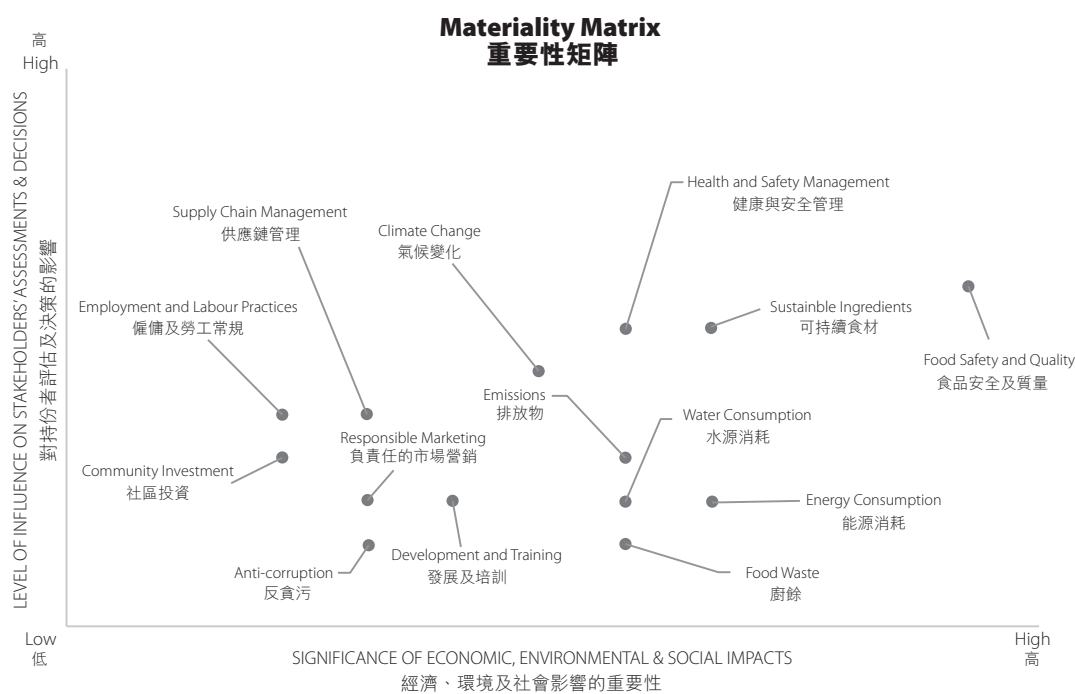 Materiality Matrix
重要性矩陣
高
High
LEVEL OF INFLUENCE ON STAKEHOLDERS' ASSESSMENTS & DECISIONS
對持份者評估及決策的影響
Health and Safety Management
健康與安全管理
Supply Chain Management
供應鏈管理
Climate Change
氣候變化
Employment and Labour Practices
僱傭及勞工常規
Sustainble Ingredients
可持續食材
Food Safety and Quality
食品安全及質量
Emissions
排放物
Water Consumption
水源消耗
Responsible Marketing
負責任的市場營銷
Community Investment
社區投資
Energy Consumption
能源消耗
Development and Training
發展及培訓
Anti-corruption
反貪污
Food Waste
廚餘
Low
低
High
高
SIGNIFICANCE OF ECONOMIC, ENVIRONMENTAL & SOCIAL IMPACTS
經濟、環境及社會影響的重要性